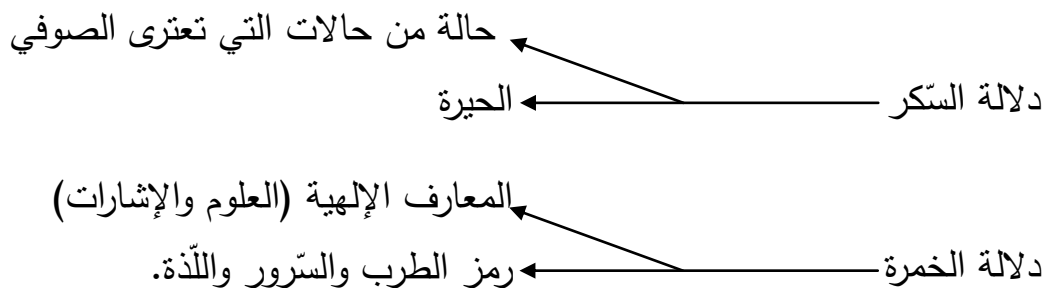 حالة من حالات التي تعترى الصوفي
دلالة السّكر
الحيرة
المعارف الإلهية (العلوم والإشارات)
دلالة الخمرة
رمز الطرب والسّرور واللّذة.